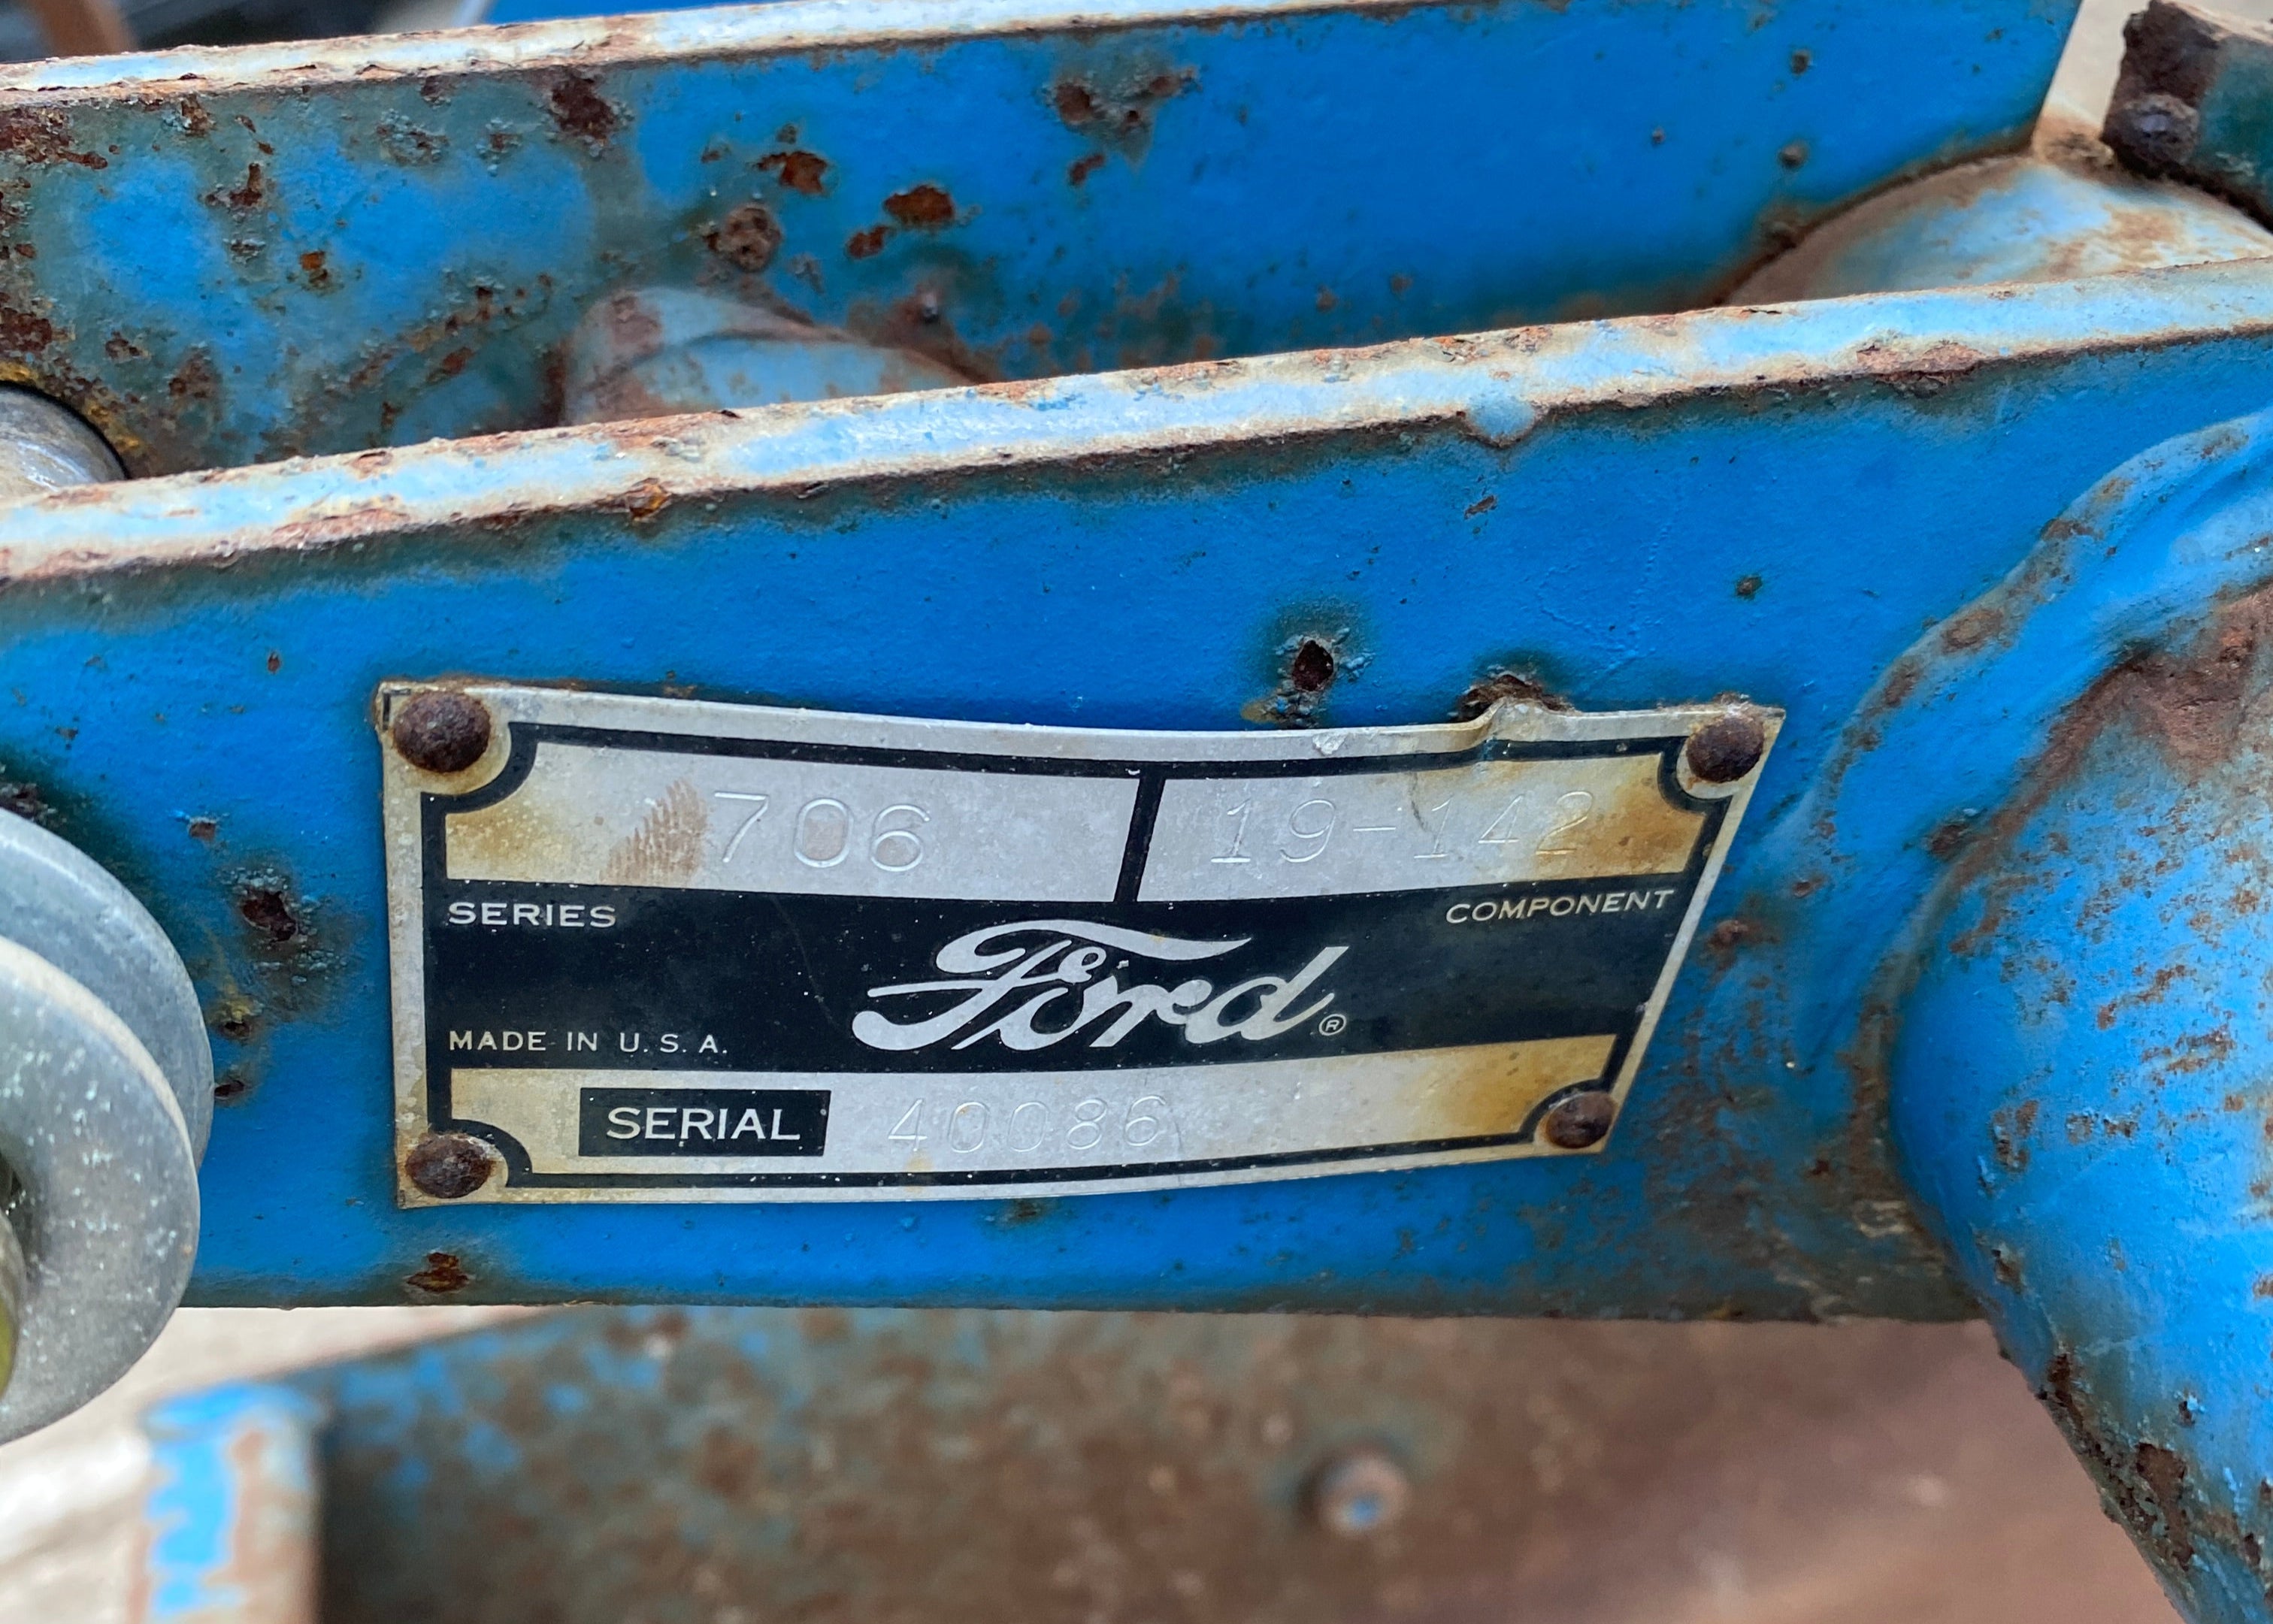 706 19-142
SERIES COMPONENT
Ford®
MADE IN U.S.A.
SERIAL 40086